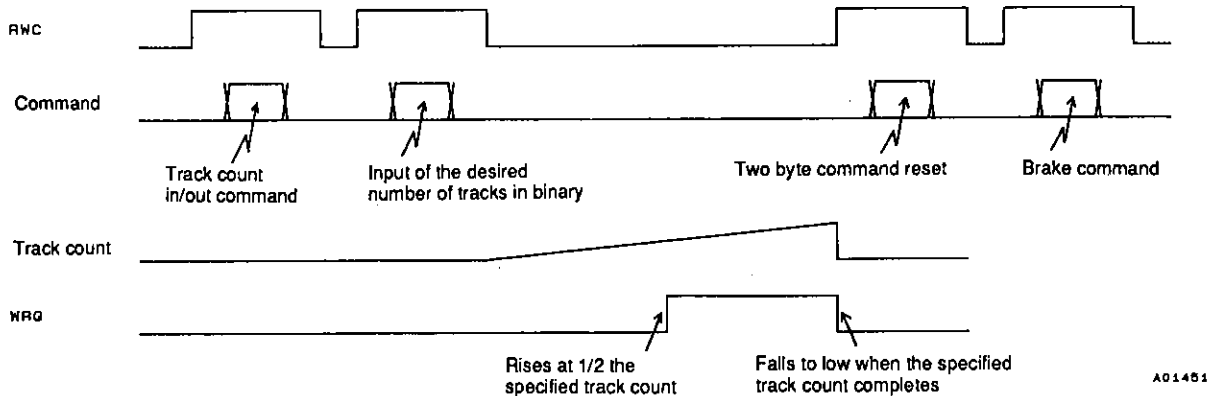 RWC
Command
Track count
in/out command
Input of the desired
number of tracks in binary
Two byte command reset
Brake command
Track count
WRQ
Rises at 1/2 the
specified track count
Falls to low when the specified
track count completes
A01451